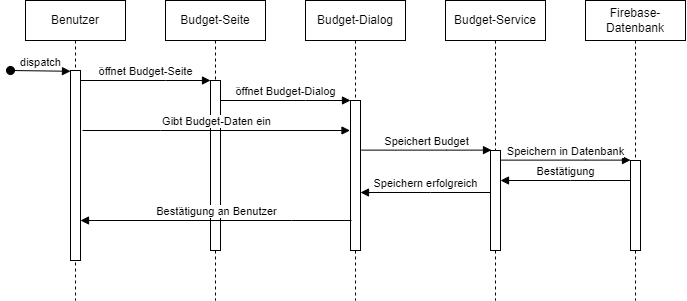 Benutzer
Budget-Seite
Budget-Dialog
Budget-Service
Firebase-
Datenbank
dispatch
öffnet Budget-Seite
öffnet Budget-Dialog
Gibt Budget-Daten ein
Speichert Budget
Speichern in Datenbank
Bestätigung
Speichern erfolgreich
Bestätigung an Benutzer